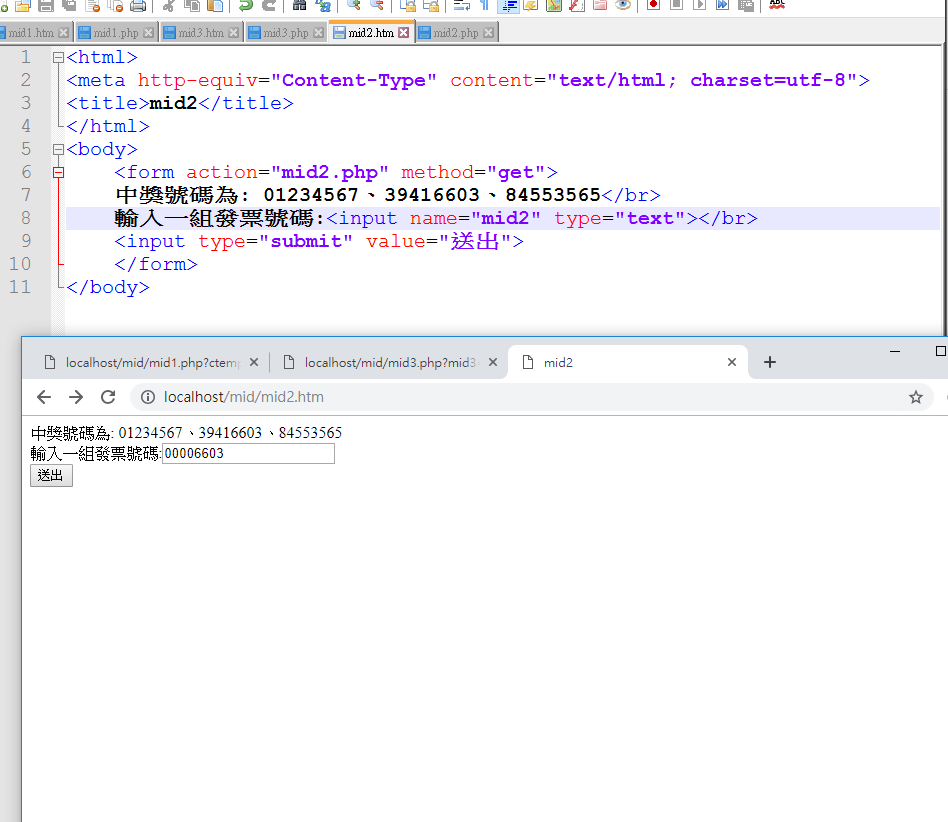 ABC
mid1.htm mid1.php mid3.htm mid3.php mid2.htm mid2.php
1 <html>
2 <meta http-equiv="Content-Type" content="text/html; charset=utf-8">
3 <title>mid2</title>
4 </html>
5 <body>
6 <form action="mid2.php" method="get">
7 中獎號碼為: 01234567、39416603、84553565</br>
8 輸入一組發票號碼:<input name="mid2" type="text"></br>
9 <input type="submit" value="送出">
10 </form>
11 </body>
localhost/mid/mid1.php?ctemp localhost/mid/mid3.php?mid3 mid2
localhost/mid/mid2.htm
中獎號碼為: 01234567、39416603、84553565
輸入一組發票號碼:00006603
送出